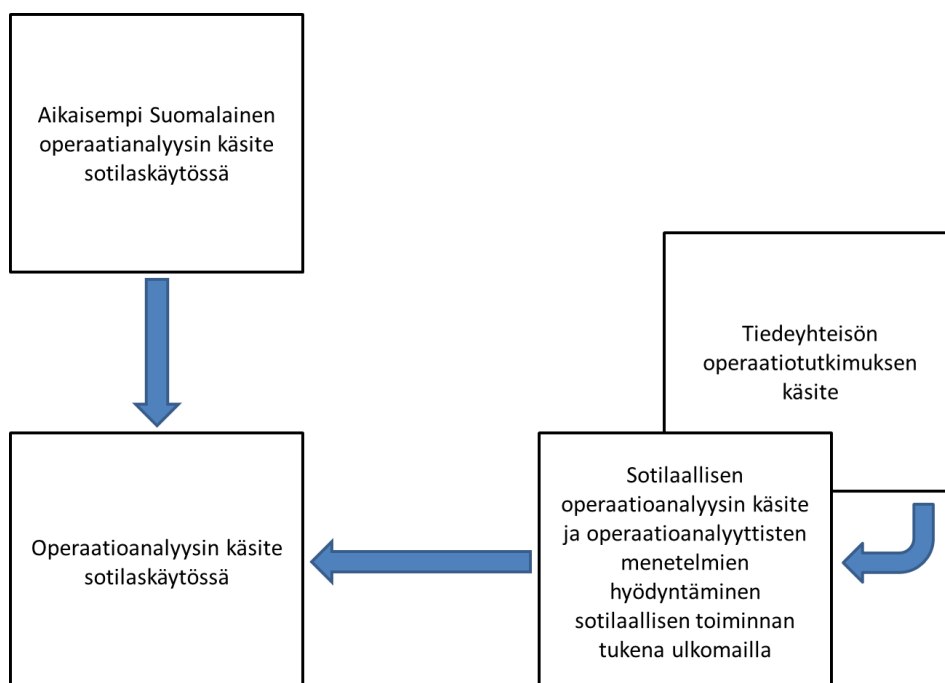 Aikaisempi Suomalainen
operaatianalyysin käsite
sotilaskäytössä
Tiedeyhteisön
operaatiotutkimuksen
käsite
Operaatioanalyysin käsite
sotilaskäytössä
Sotilaallisen
operaatioanalyysin käsite
ja operaatioanalyyttisten
menetelmien
hyödyntäminen
sotilaallisen toiminnan
tukena ulkomailla